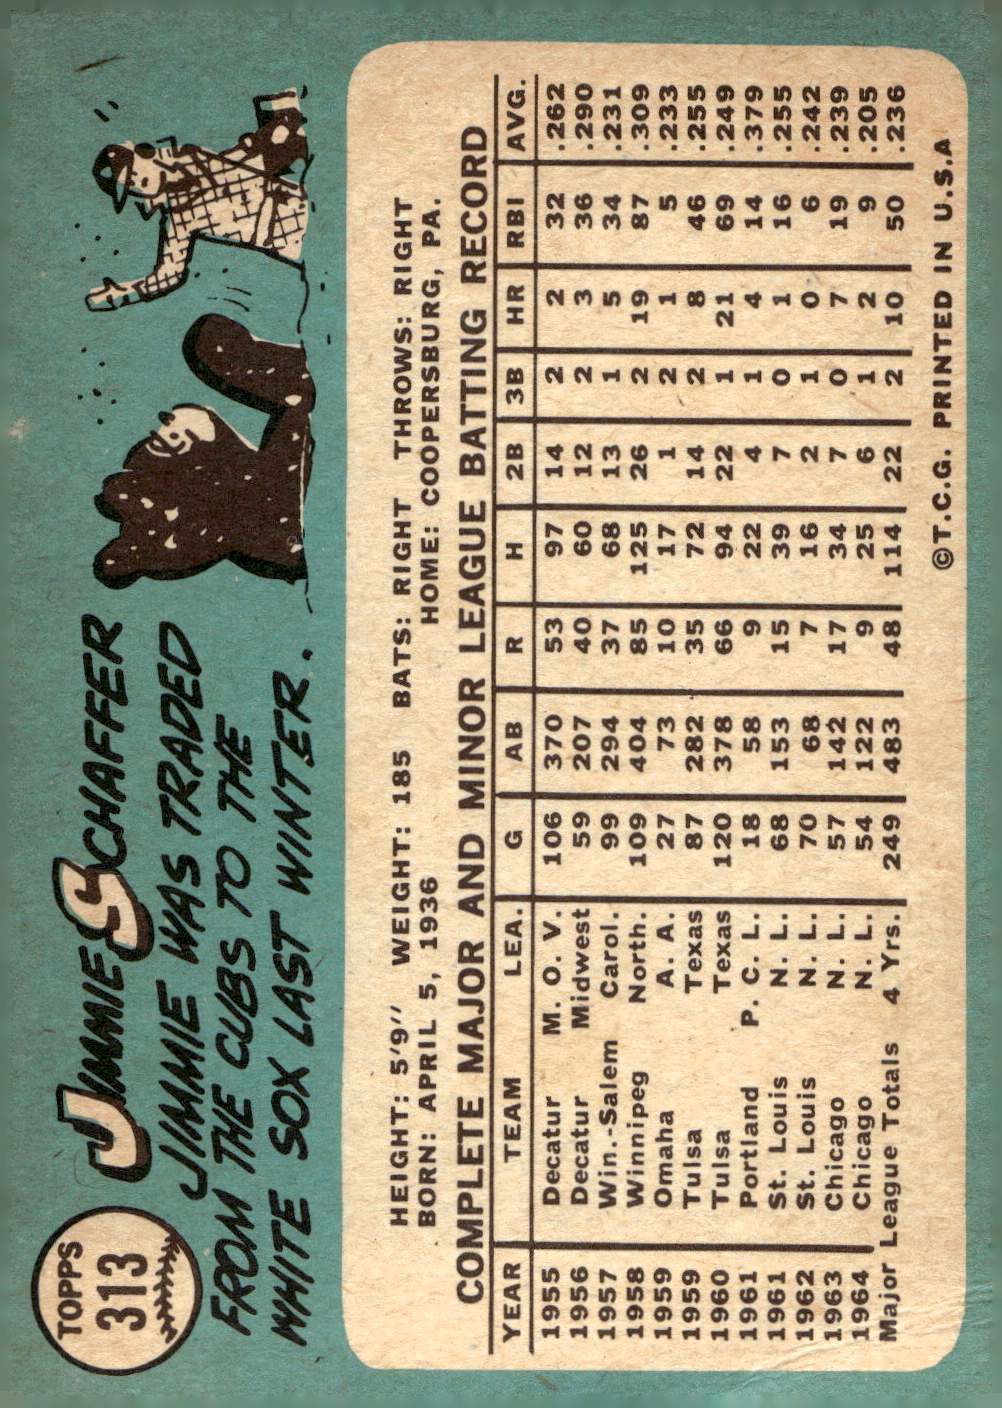 TOPPS
313
JIMMIE SCHAFFER
JIMMIE WAS TRADED
FROM THE CUBS TO THE
WHITE SOX LAST WINTER.
HEIGHT: 5'9" WEIGHT: 185 BATS: RIGHT THROWS: RIGHT
BORN: APRIL 5, 1936 HOME: COOPERSBURG, PA.
COMPLETE MAJOR AND MINOR LEAGUE BATTING RECORD
YEAR TEAM LEA. G AB R H 2B 3B HR RBI AVG.
1955 Decatur M. O. V. 106 370 53 97 14 2 2 32 .262
1956 Decatur Midwest 59 207 40 60 12 2 3 36 .290
1957 Win.-Salem Carol. 99 294 37 68 13 1 5 34 .231
1958 Winnipeg North. 109 404 85 125 26 2 19 87 .309
1959 Omaha A. A. 27 73 10 17 1 2 1 5 .233
1959 Tulsa Texas 87 282 35 72 14 2 8 46 .255
1960 Tulsa Texas 120 378 66 94 22 1 21 69 .249
1961 Portland P. C. L. 18 58 9 22 4 1 4 14 .379
1961 St. Louis N. L. 68 153 15 39 7 0 1 16 .255
1962 St. Louis N. L. 70 68 7 16 2 1 0 6 .242
1963 Chicago N. L. 57 142 17 34 7 0 7 19 .239
1964 Chicago N. L. 54 122 9 25 6 1 2 9 .205
Major League Totals 4 Yrs. 249 483 48 114 22 2 10 50 .236
©T.C.G. PRINTED IN U.S.A